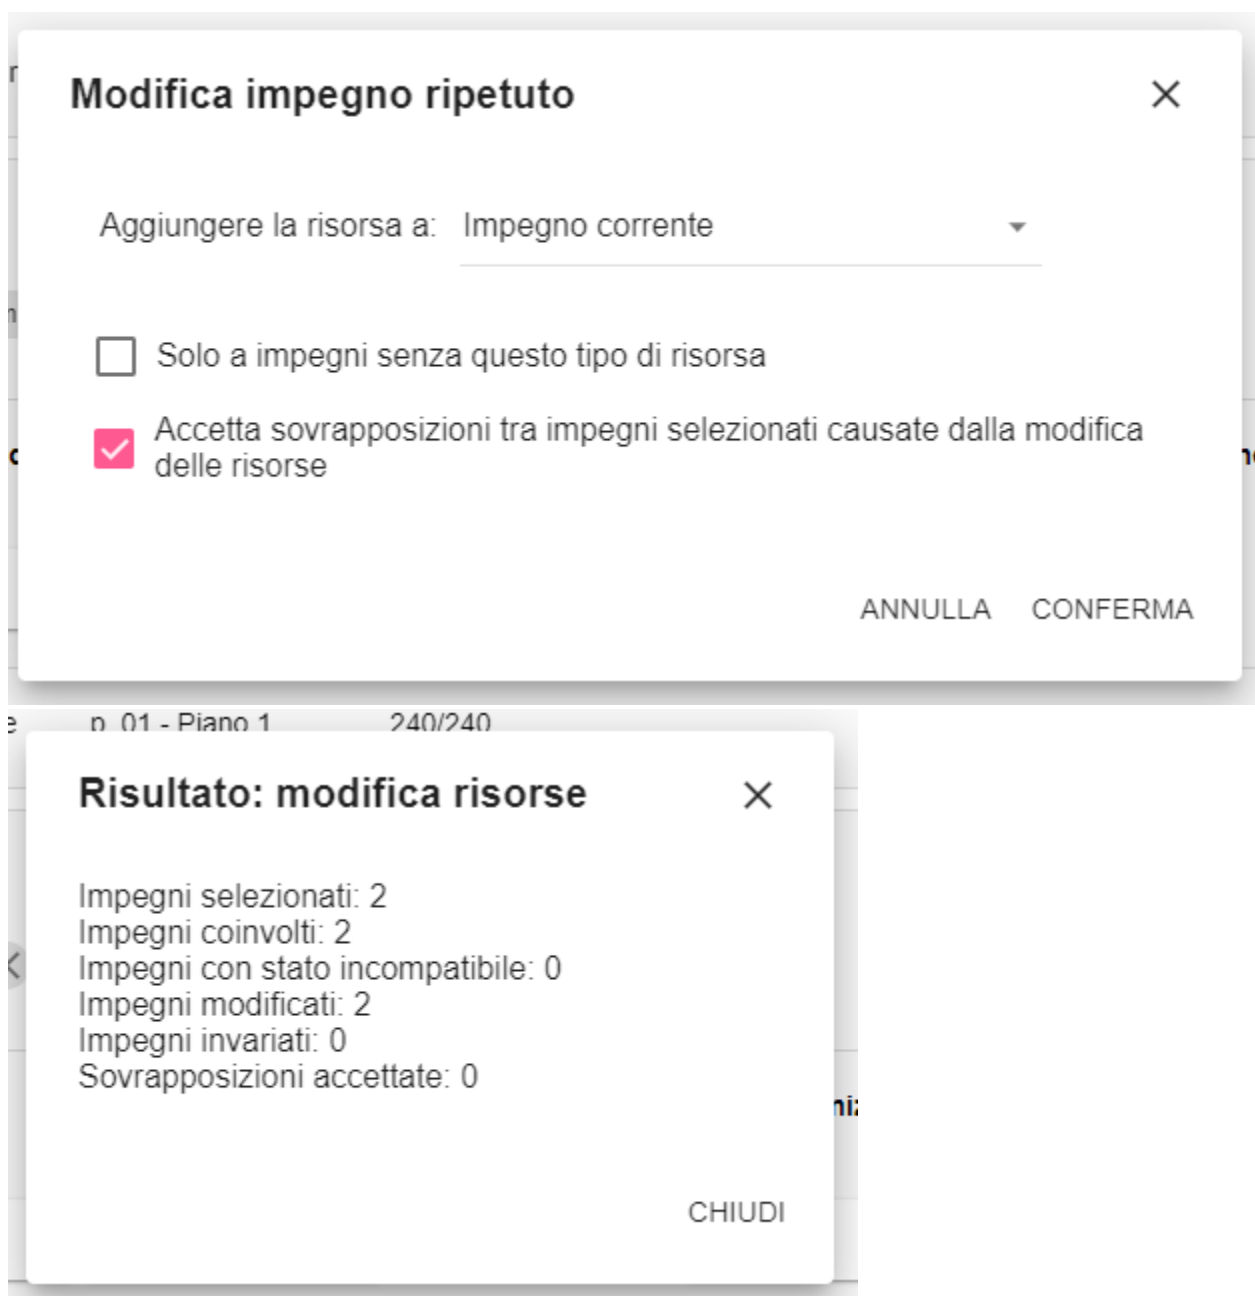 Modifica impegno ripetuto
Aggiungere la risorsa a: Impegno corrente
Solo a impegni senza questo tipo di risorsa
Accetta sovrapposizioni tra impegni selezionati causate dalla modifica
delle risorse
ANNULLA CONFERMA
p. 01 - Piano 1 240/240
Risultato: modifica risorse
Impegni selezionati: 2
Impegni coinvolti: 2
Impegni con stato incompatibile: 0
Impegni modificati: 2
Impegni invariati: 0
Sovrapposizioni accettate: 0
CHIUDI